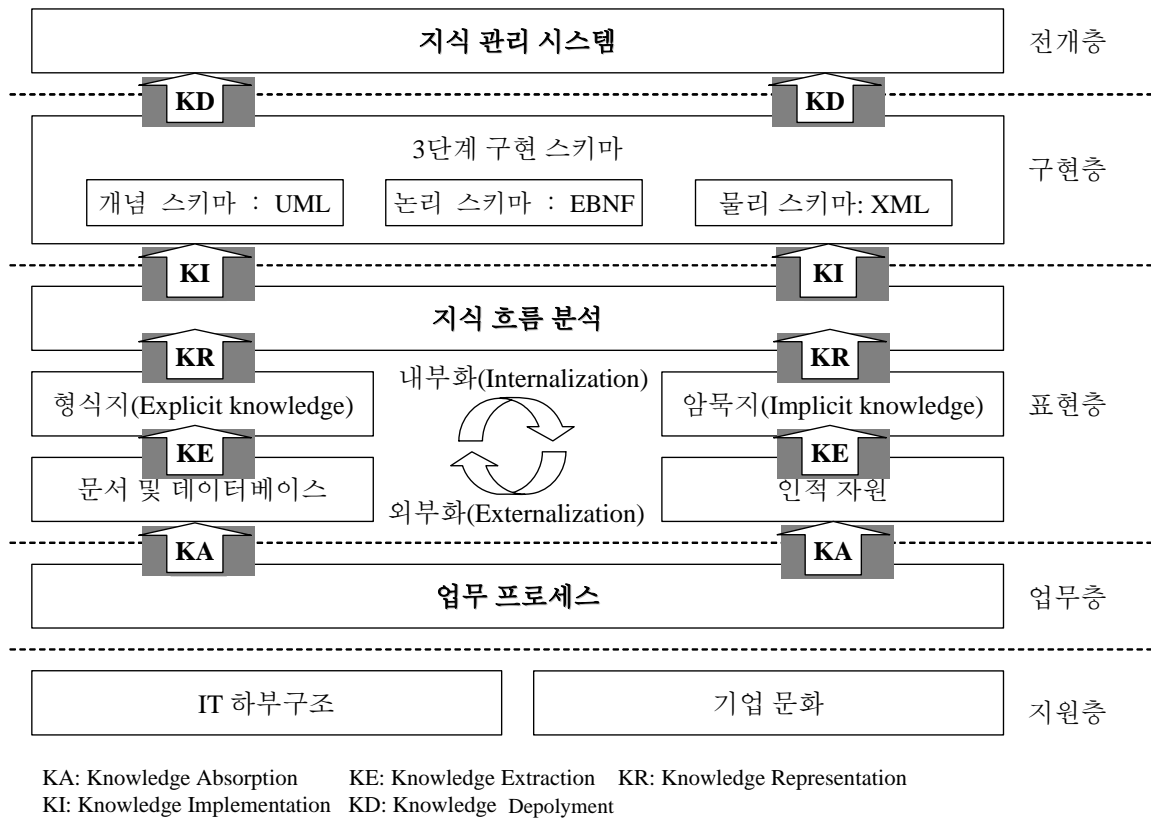 지식 관리 시스템
전개층
KD KD
3단계 구현 스키마
구현층
개념 스키마 : UML
논리 스키마 : EBNF
물리 스키마: XML
KI KI
지식 흐름 분석
KR KR
내부화(Internalization)
형식지(Explicit knowledge)
암묵지(Implicit knowledge)
표현층
KE KE
문서 및 데이터베이스
인적 자원
외부화(Externalization)
KA KA
업무 프로세스
업무층
IT 하부구조
기업 문화
지원층
KA: Knowledge Absorption KE: Knowledge Extraction KR: Knowledge Representation
KI: Knowledge Implementation KD: Knowledge Depolyment